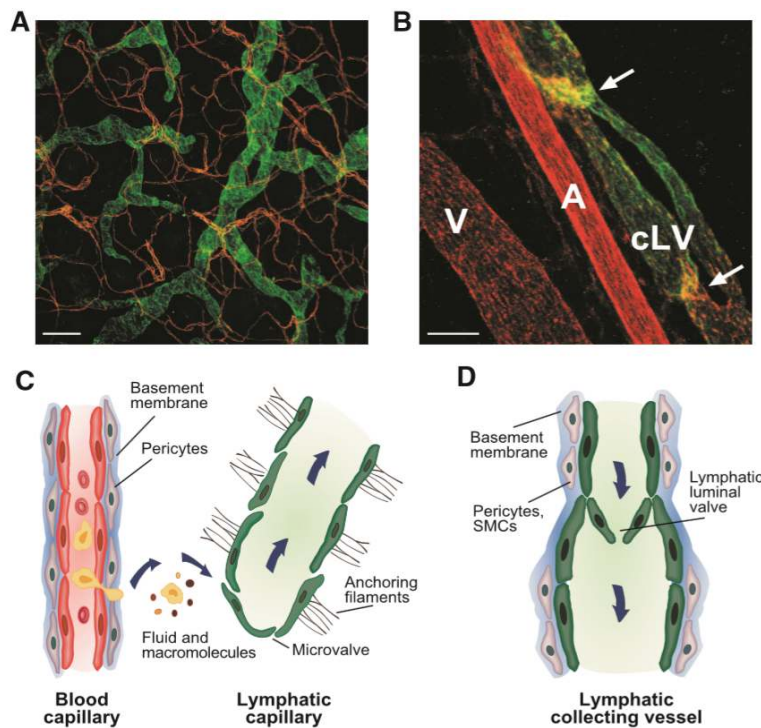 A
B
V
A
cLV
C
Basement
membrane
Pericytes
Fluid and
macromolecules
Anchoring
filaments
Microvalve
Blood
capillary
Lymphatic
capillary
D
Basement
membrane
Pericytes,
SMCs
Lymphatic
luminal
valve
Lymphatic
collecting vessel